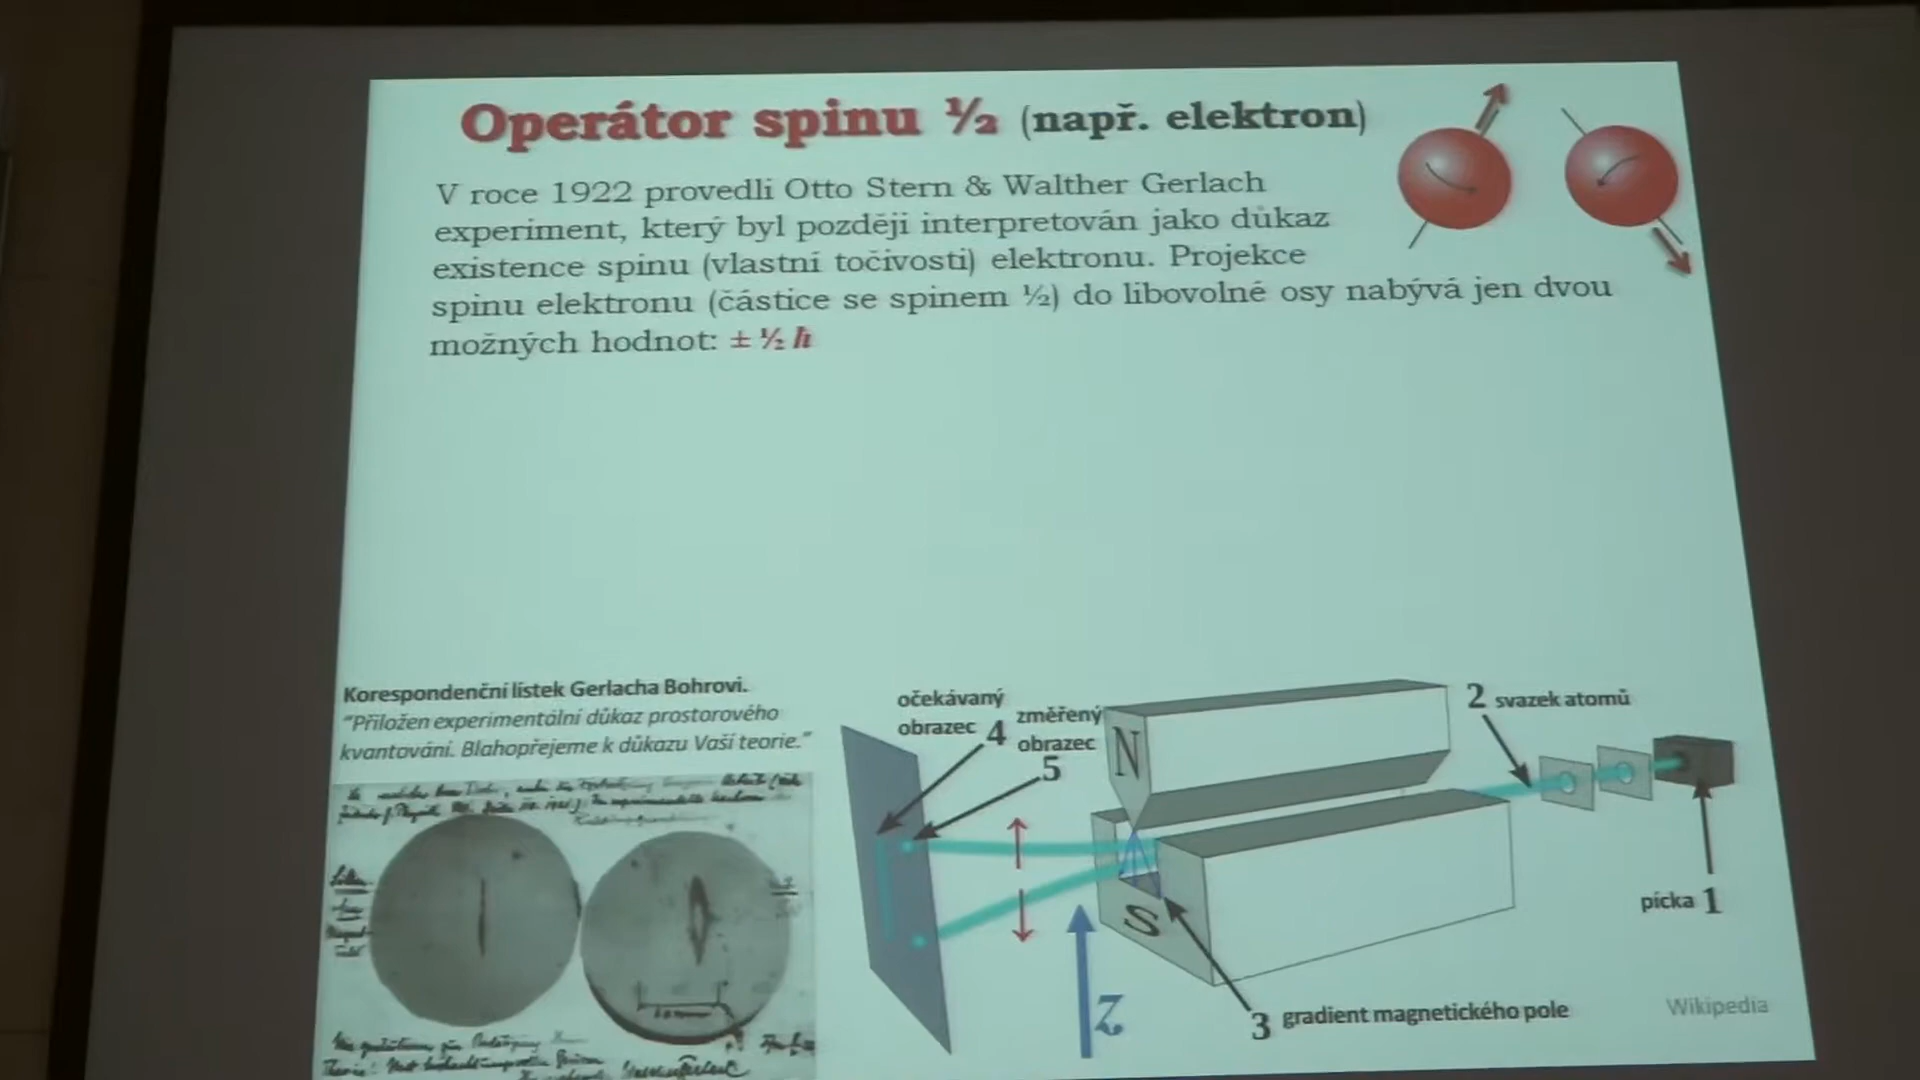 Operátor spinu ½ (např. elektron)
V roce 1922 provedli Otto Stern & Walther Gerlach
experiment, který byl později interpretován jako důkaz
existence spinu (vlastní točivosti) elektronu. Projekce
spinu elektronu (částice se spinem ½) do libovolné osy nabývá jen dvou
možných hodnot: ± ½ ℏ
Korespondenční lístek Gerlacha Bohrovi.
"Přiložen experimentální důkaz prostorového
kvantování. Blahopřejeme k důkazu Vaší teorie."
očekávaný
obrazec 4
změřený
obrazec
5
N
S
2 svazek atomů
pícka 1
Z
3 gradient magnetického pole
Wikipedia